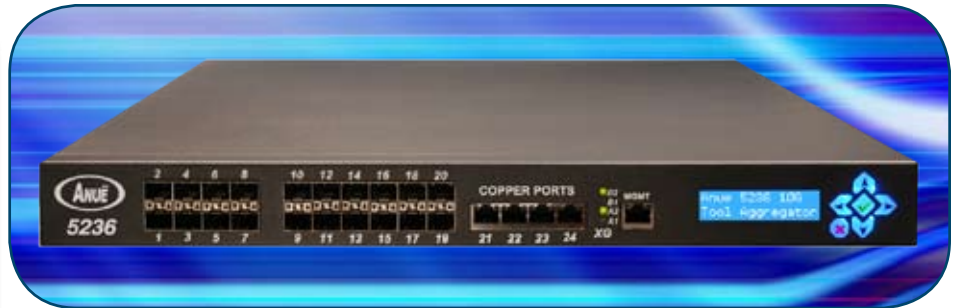 2 4 6 8 10 12 14 16 18 20
ANUË
5236
COPPER PORTS
MGMT
XG
1 3 5 7 9 11 13 15 17 19 21 22 23 24
Anue 5236 10G
Tool Aggregator